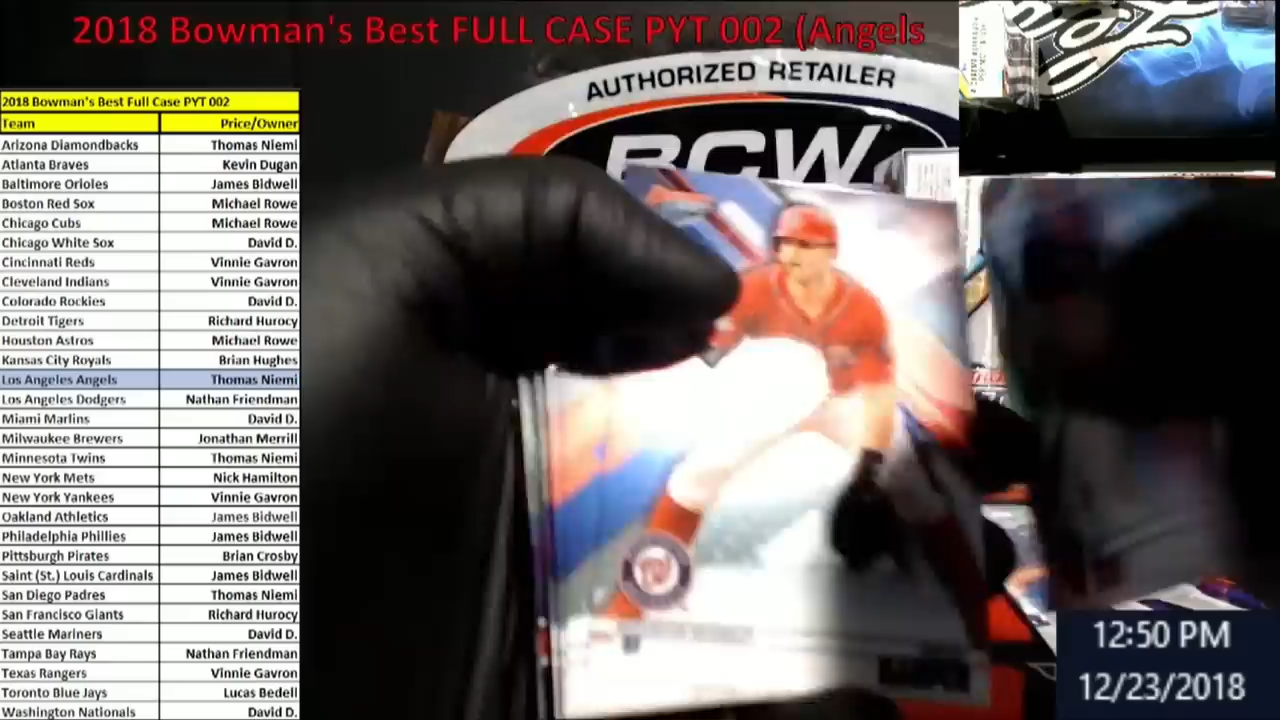 2018 Bowman's Best FULL CASE PYT 002 (Angels
AUTHORIZED RETAILER
BCW
2018 Bowman's Best Full Case PYT 002
Team Price/Owner
Arizona Diamondbacks Thomas Niemi
Atlanta Braves Kevin Dugan
Baltimore Orioles James Bidwell
Boston Red Sox Michael Rowe
Chicago Cubs Michael Rowe
Chicago White Sox David D.
Cincinnati Reds Vinnie Gavron
Cleveland Indians Vinnie Gavron
Colorado Rockies David D.
Detroit Tigers Richard Hurocy
Houston Astros Michael Rowe
Kansas City Royals Brian Hughes
Los Angeles Angels Thomas Niemi
Los Angeles Dodgers Nathan Friendman
Miami Marlins David D.
Milwaukee Brewers Jonathan Merrill
Minnesota Twins Thomas Niemi
New York Mets Nick Hamilton
New York Yankees Vinnie Gavron
Oakland Athletics James Bidwell
Philadelphia Phillies James Bidwell
Pittsburgh Pirates Brian Crosby
Saint (St.) Louis Cardinals James Bidwell
San Diego Padres Thomas Niemi
San Francisco Giants Richard Hurocy
Seattle Mariners David D.
Tampa Bay Rays Nathan Friendman
Texas Rangers Vinnie Gavron
Toronto Blue Jays Lucas Bedell
Washington Nationals David D.
12:50 PM
12/23/2018